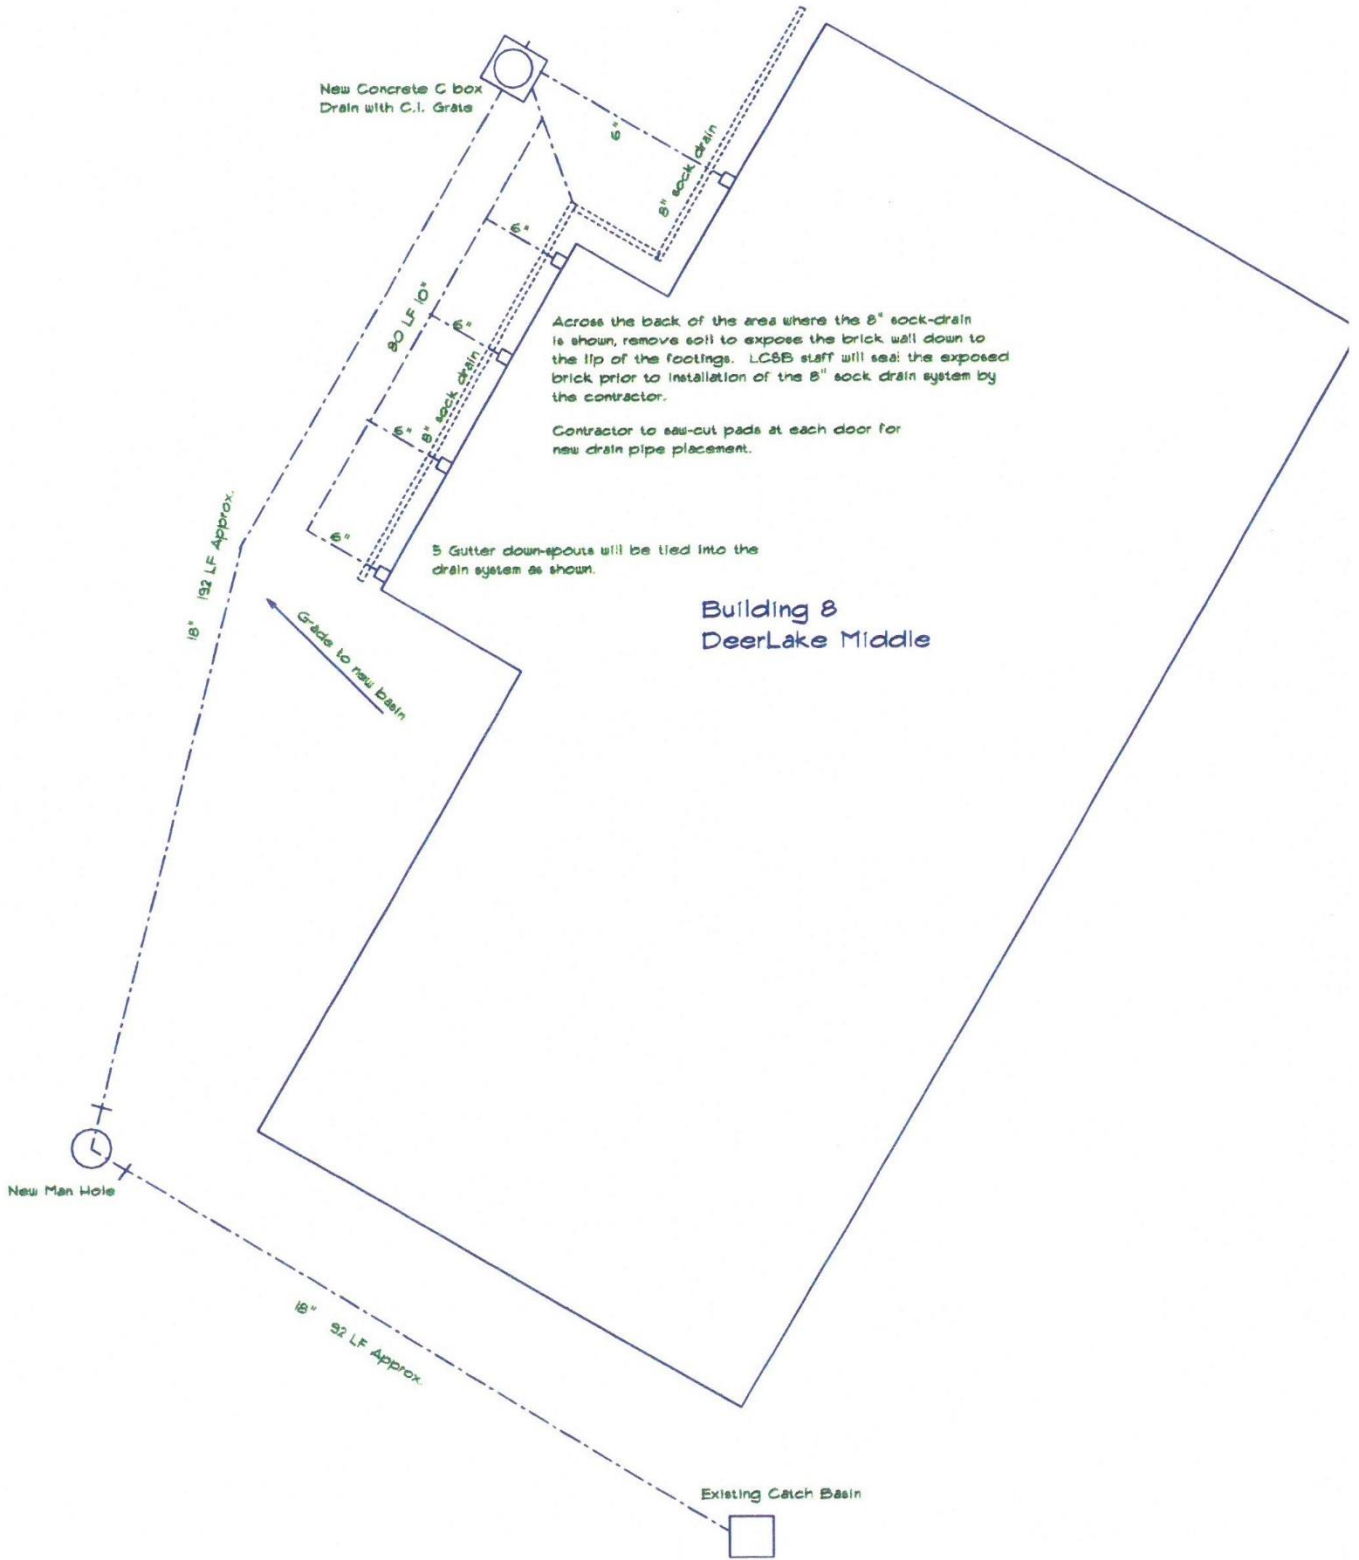 New Concrete C box
Drain with C.I. Grate
6"
8" sock drain
6"
80 LF 10"
6"
8" sock drain
6"
6"
Across the back of the area where the 8" sock-drain
is shown, remove soil to expose the brick wall down to
the lip of the footings. LCSB staff will seal the exposed
brick prior to installation of the 8" sock drain system by
the contractor.
Contractor to saw-cut pads at each door for
new drain pipe placement.
18" 192 LF Approx.
5 Gutter down-spouts will be tied into the
drain system as shown.
Building 8
DeerLake Middle
Grade to new basin
New Man Hole
18" 92 LF Approx.
Existing Catch Basin